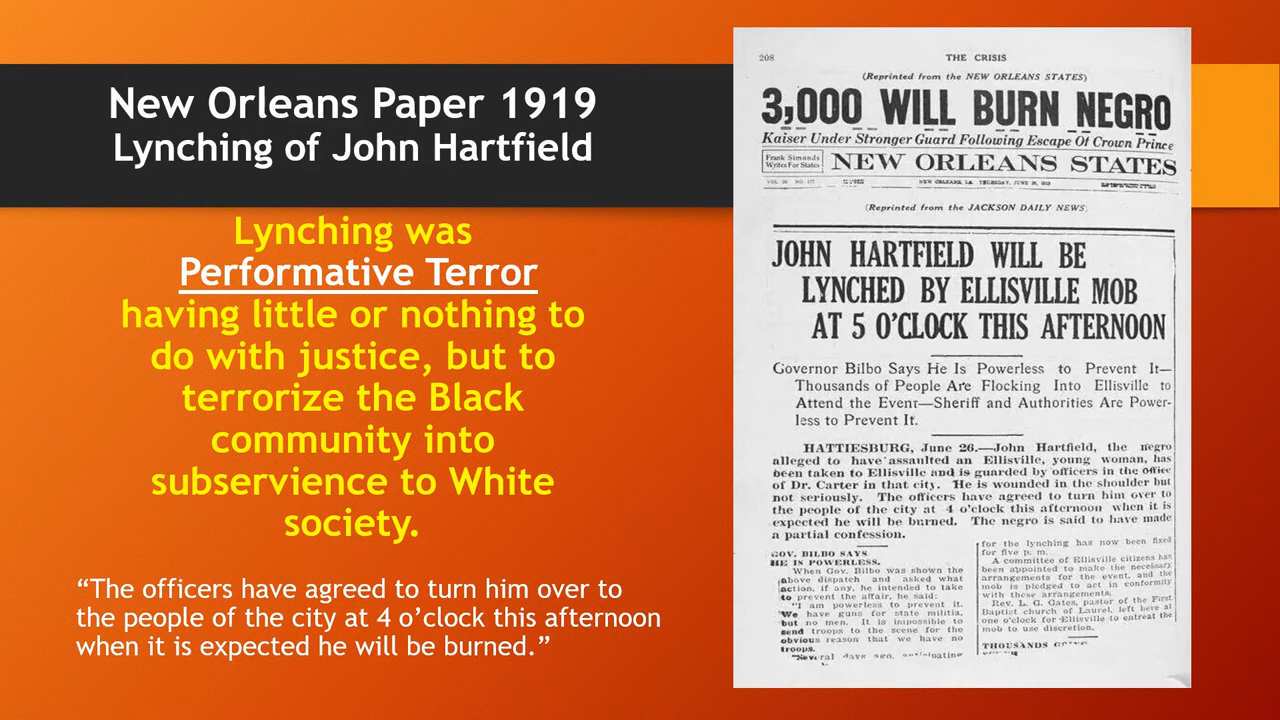 New Orleans Paper 1919
Lynching of John Hartfield
Lynching was
Performative Terror
having little or nothing to
do with justice, but to
terrorize the Black
community into
subservience to White
society.
“The officers have agreed to turn him over to
the people of the city at 4 o’clock this afternoon
when it is expected he will be burned.”
208
THE CRISIS
(Reprinted from the NEW ORLEANS STATES)
3,000 WILL BURN NEGRO
Kaiser Under Stronger Guard Following Escape Of Crown Prince
Frank Simonds
Writes For States
NEW ORLEANS STATES
NEW ORLEANS, LA. THURSDAY, JUNE 26, 1919
(Reprinted from the JACKSON DAILY NEWS)
JOHN HARTFIELD WILL BE
LYNCHED BY ELLISVILLE MOB
AT 5 O'CLOCK THIS AFTERNOON
Governor Bilbo Says He Is Powerless to Prevent It—
Thousands of People Are Flocking Into Ellisville to
Attend the Event—Sheriff and Authorities Are Power-
less to Prevent It.
HATTIESBURG, June 26.—John Hartfield, the negro
alleged to have assaulted an Ellisville, young woman, has
been taken to Ellisville and is guarded by officers in the office
of Dr. Carter in that city. He is wounded in the shoulder but
not seriously. The officers have agreed to turn him over to
the people of the city at 4 o'clock this afternoon when it is
expected he will be burned. The negro is said to have made
a partial confession.
GOV. BILBO SAYS
HE IS POWERLESS.
When Gov. Bilbo was shown the
above dispatch and asked what
action, if any, he intended to take
to prevent the affair, he said:
"I am powerless to prevent it.
We have guns for state militia,
but no men. It is impossible to
send troops to the scene for the
obvious reason that we have no
troops.
"Several days ago, anticipating
for the lynching has now been fixed
for five p. m.
A committee of Ellisville citizens has
been appointed to make the necessary
arrangements for the event, and the
mob is pledged to act in conformity
with these arrangements.
Rev. L. G. Gates, pastor of the First
Baptist church of Laurel, left here at
one o'clock for Ellisville to entreat the
mob to use discretion.
THOUSANDS